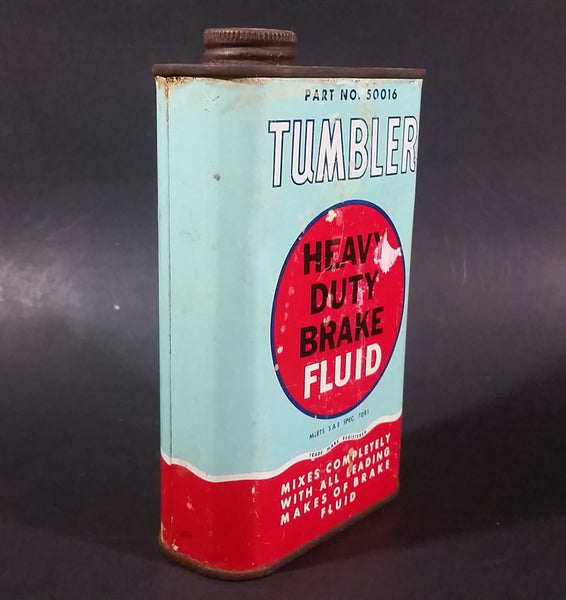 PART NO. 50016
TUMBLER
HEAVY
DUTY
BRAKE
FLUID
MEETS S A E SPEC. 70R1
TRADE MARK REGISTERED
MIXES COMPLETELY
WITH ALL LEADING
MAKES OF BRAKE
FLUID